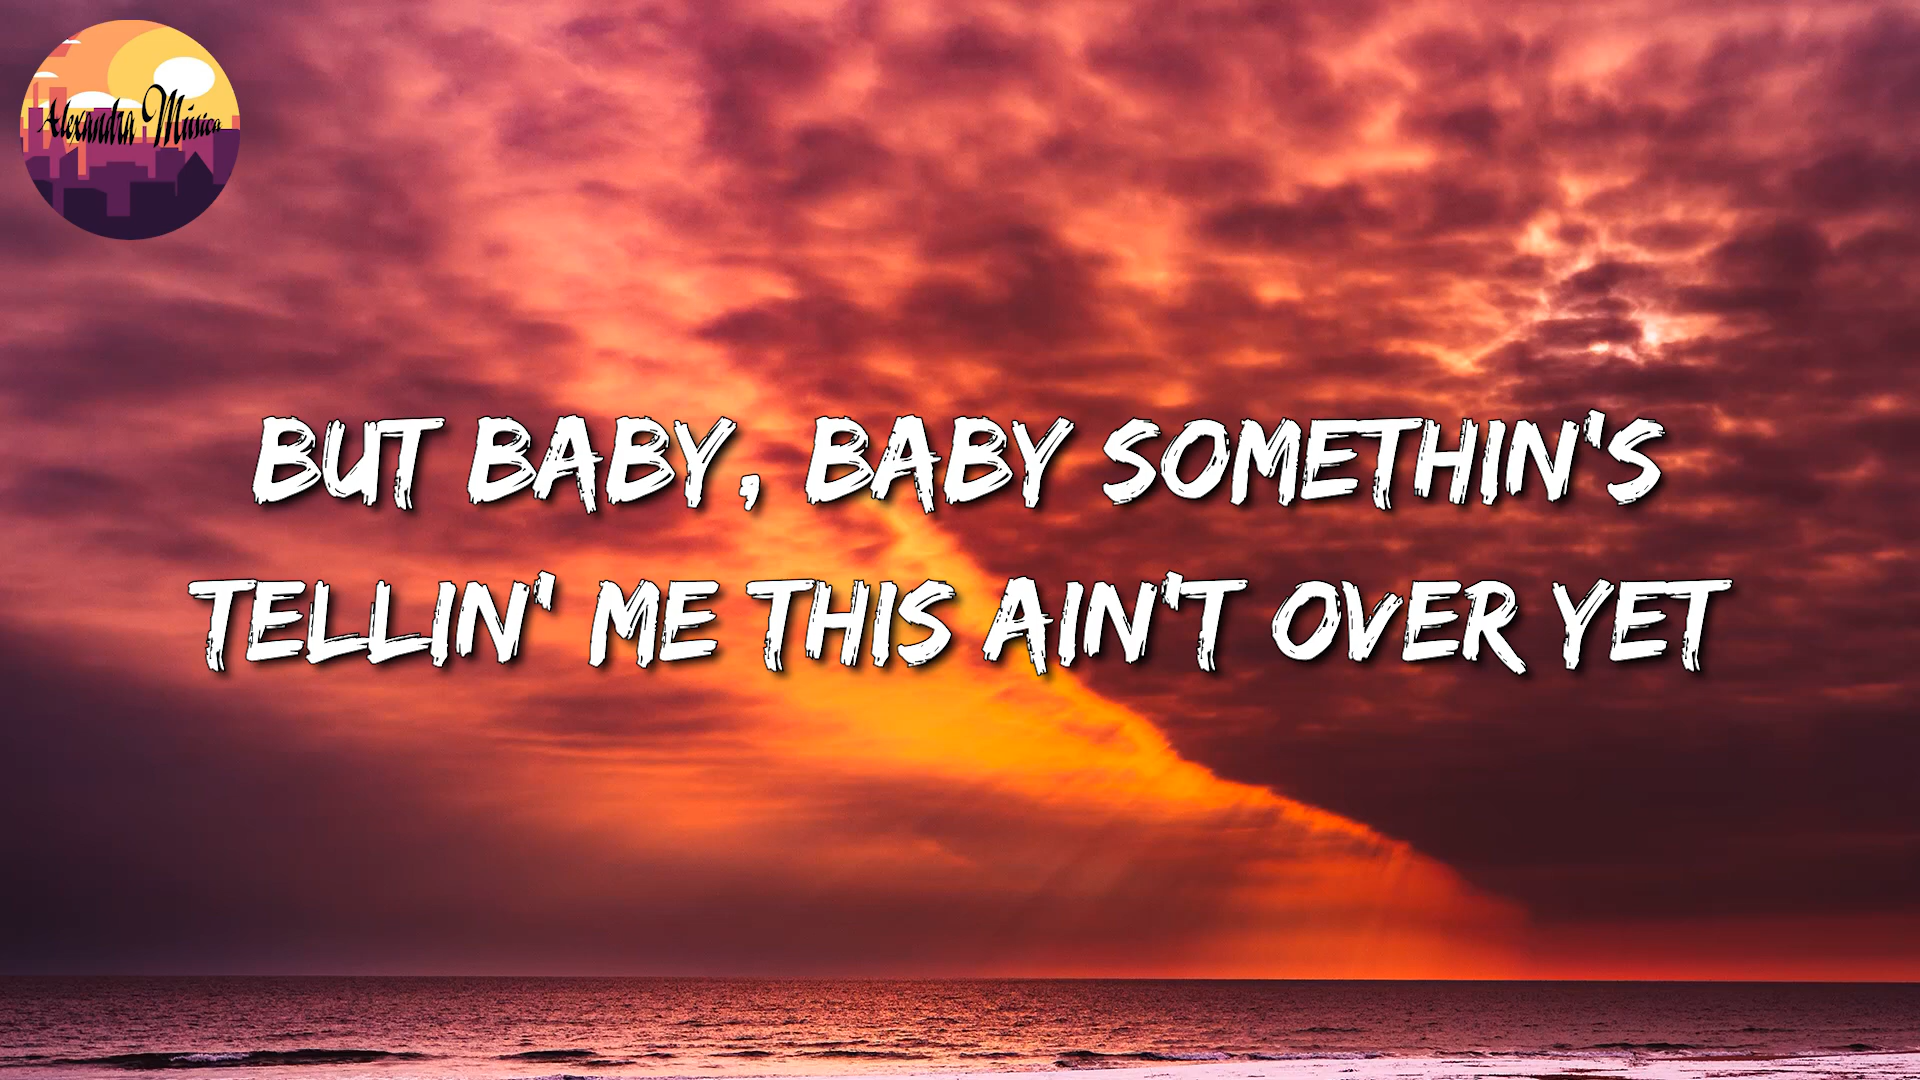 Alexandra Música
BUT BABY, BABY SOMETHIN'S
TELLIN' ME THIS AIN'T OVER YET